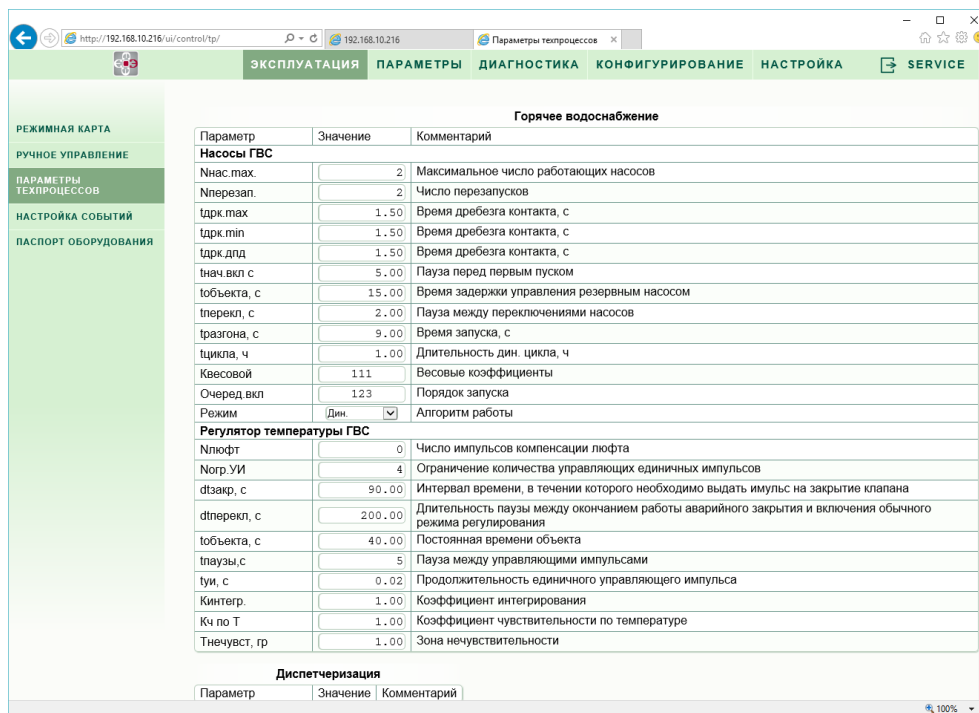 http://192.168.10.216/ui/control/tp/
192.168.10.216
Параметры техпроцессов
ЭКСПЛУАТАЦИЯ ПАРАМЕТРЫ ДИАГНОСТИКА КОНФИГУРИРОВАНИЕ НАСТРОЙКА SERVICE
РЕЖИМНАЯ КАРТА
РУЧНОЕ УПРАВЛЕНИЕ
ПАРАМЕТРЫ
ТЕХПРОЦЕССОВ
НАСТРОЙКА СОБЫТИЙ
ПАСПОРТ ОБОРУДОВАНИЯ
Горячее водоснабжение
Параметр Значение Комментарий
Насосы ГВС
Nнас.max. 2 Максимальное число работающих насосов
Nперезап. 2 Число перезапусков
tдрк.max 1.50 Время дребезга контакта, с
tдрк.min 1.50 Время дребезга контакта, с
tдрк.дпд 1.50 Время дребезга контакта, с
tнач.вкл с 5.00 Пауза перед первым пуском
tобъекта, с 15.00 Время задержки управления резервным насосом
tперекл, с 2.00 Пауза между переключениями насосов
tразгона, с 9.00 Время запуска, с
tцикла, ч 1.00 Длительность дин. цикла, ч
Kвесовой 111 Весовые коэффициенты
Очеред.вкл 123 Порядок запуска
Режим Дин. Алгоритм работы
Регулятор температуры ГВС
Nлюфт 0 Число импульсов компенсации люфта
Nогр.УИ 4 Ограничение количества управляющих единичных импульсов
dtзакр, с 90.00 Интервал времени, в течении которого необходимо выдать имульс на закрытие клапана
dtперекл, с 200.00 Длительность паузы между окончанием работы аварийного закрытия и включения обычного
режима регулирования
tобъекта, с 40.00 Постоянная времени объекта
tпаузы,с 5 Пауза между управляющими импульсами
tуи, с 0.02 Продолжительность единичного управляющего импульса
Kинтегр. 1.00 Коэффициент интегрирования
Kч по Т 1.00 Коэффициент чувствительности по температуре
Tнечувст, гр 1.00 Зона нечувствительности
Диспетчеризация
Параметр Значение Комментарий
100%